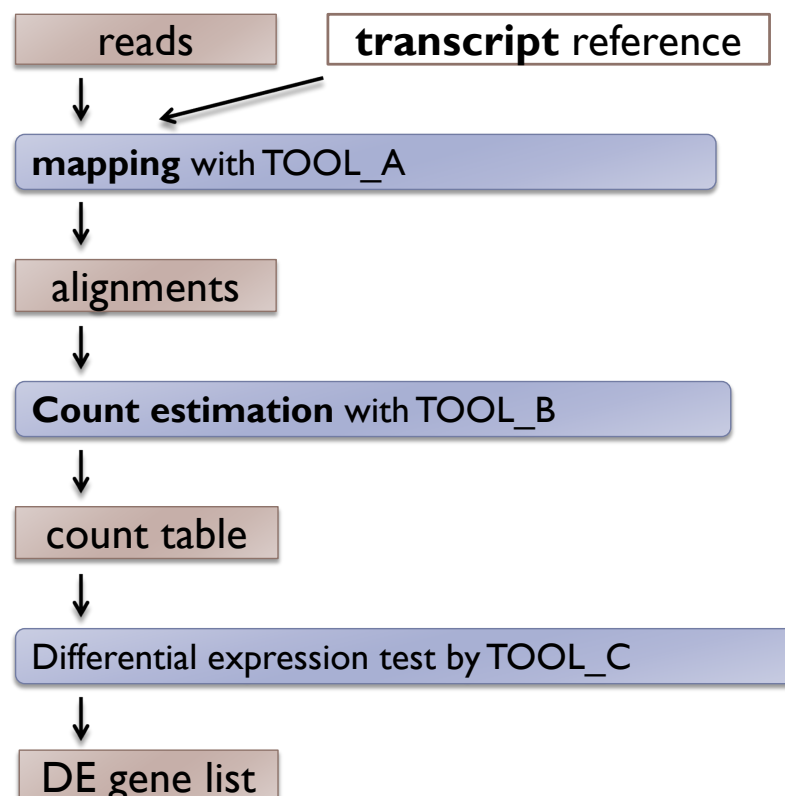 reads
transcript reference
mapping with TOOL_A
alignments
Count estimation with TOOL_B
count table
Differential expression test by TOOL_C
DE gene list